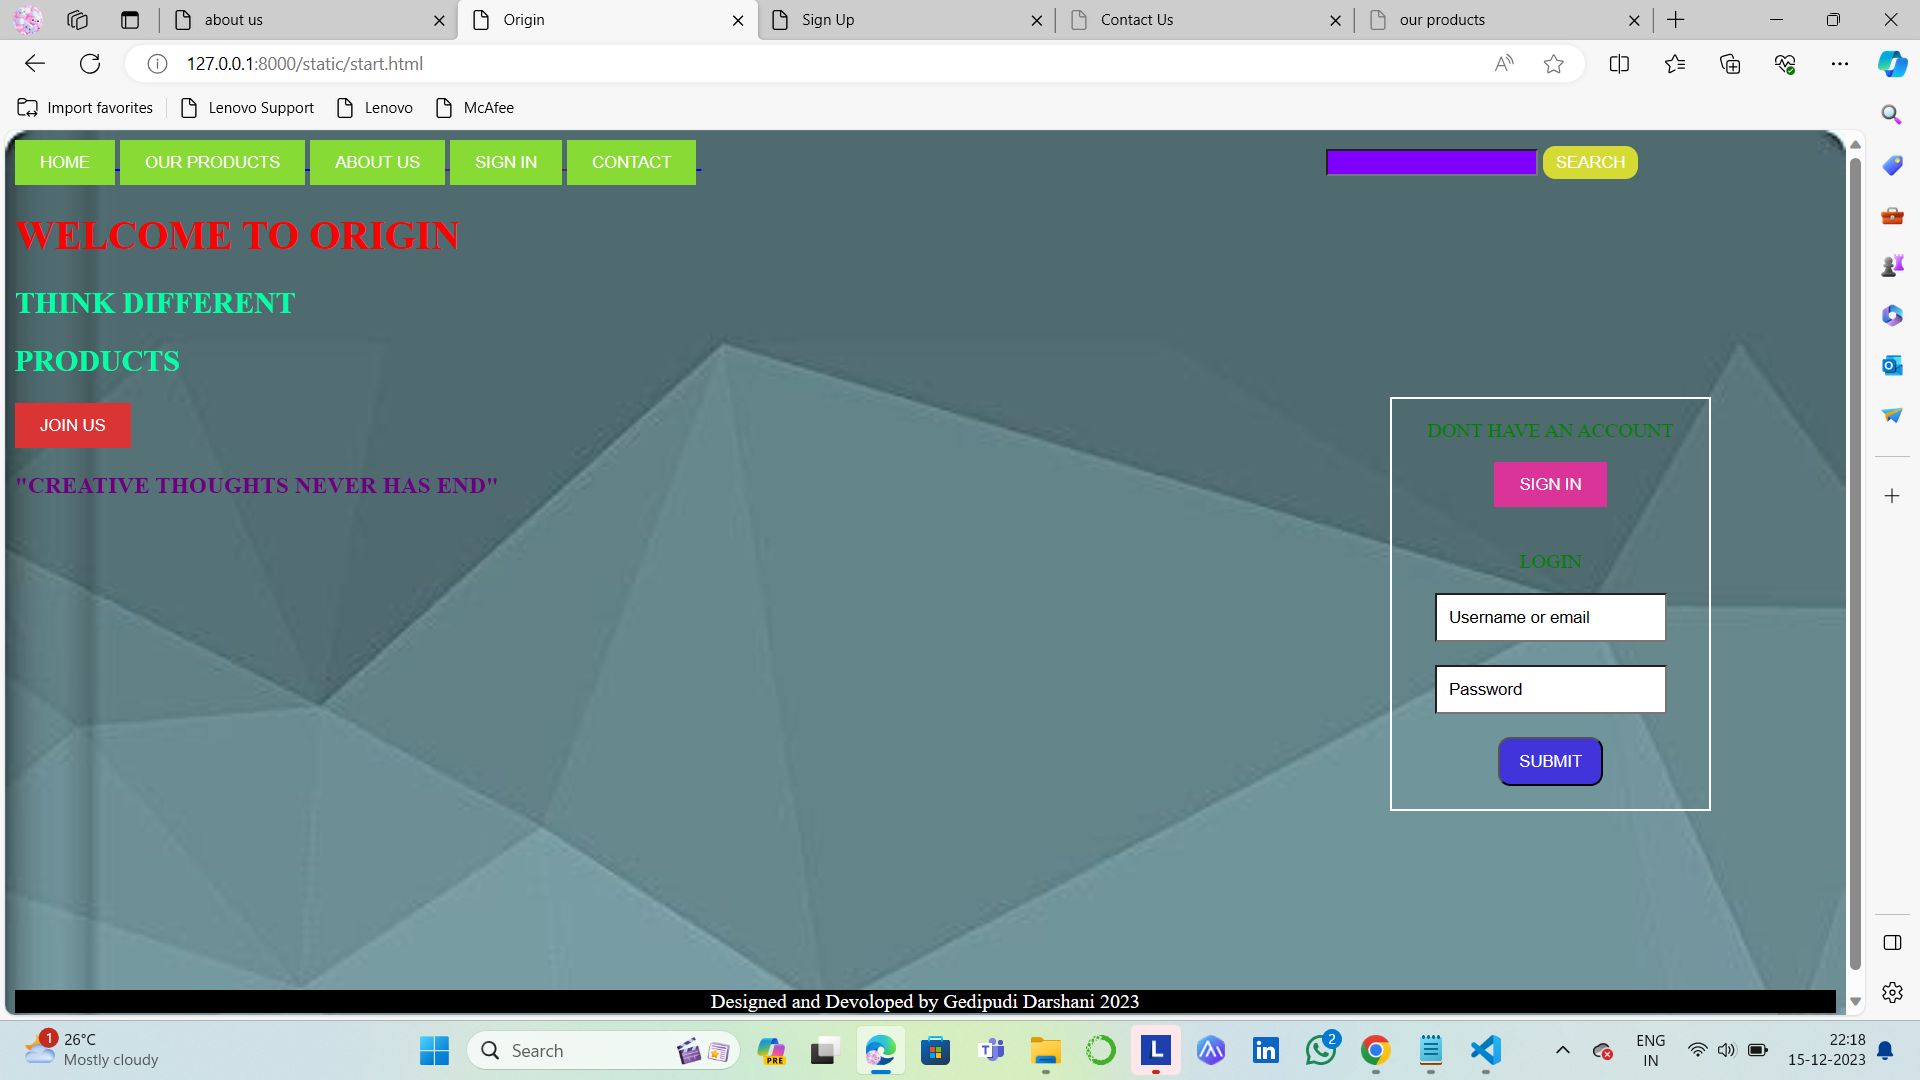 about us
Origin
Sign Up
Contact Us
our products
127.0.0.1:8000/static/start.html
Import favorites
Lenovo Support
Lenovo
McAfee
HOME
OUR PRODUCTS
ABOUT US
SIGN IN
CONTACT
SEARCH
WELCOME TO ORIGIN
THINK DIFFERENT
PRODUCTS
JOIN US
"CREATIVE THOUGHTS NEVER HAS END"
DONT HAVE AN ACCOUNT
SIGN IN
LOGIN
Username or email
Password
SUBMIT
Designed and Devoloped by Gedipudi Darshani 2023
1
26°C
Mostly cloudy
Search
PRE
L
2
ENG
IN
22:18
15-12-2023